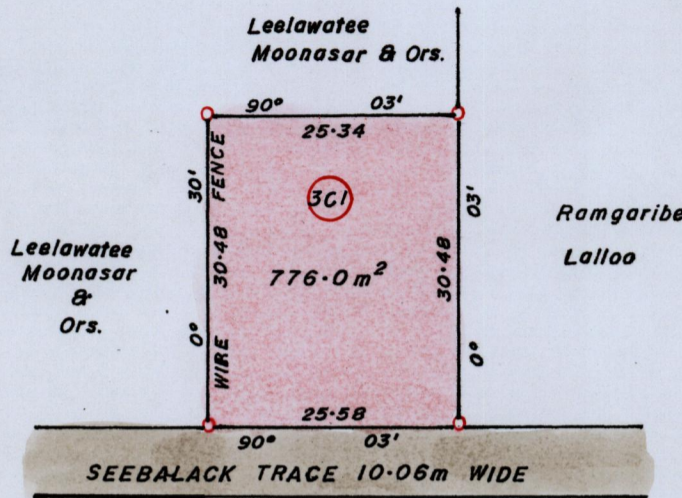 Leelawatee
Moonasar & Ors.
90° 03'
25·34
3C1
776·0 m²
0° 30'
WIRE 30·48 FENCE
30·48
0° 03'
Leelawatee
Moonasar
&
Ors.
Ramgaribe
Lalloo
25·58
90° 03'
SEEBALACK TRACE 10·06m WIDE